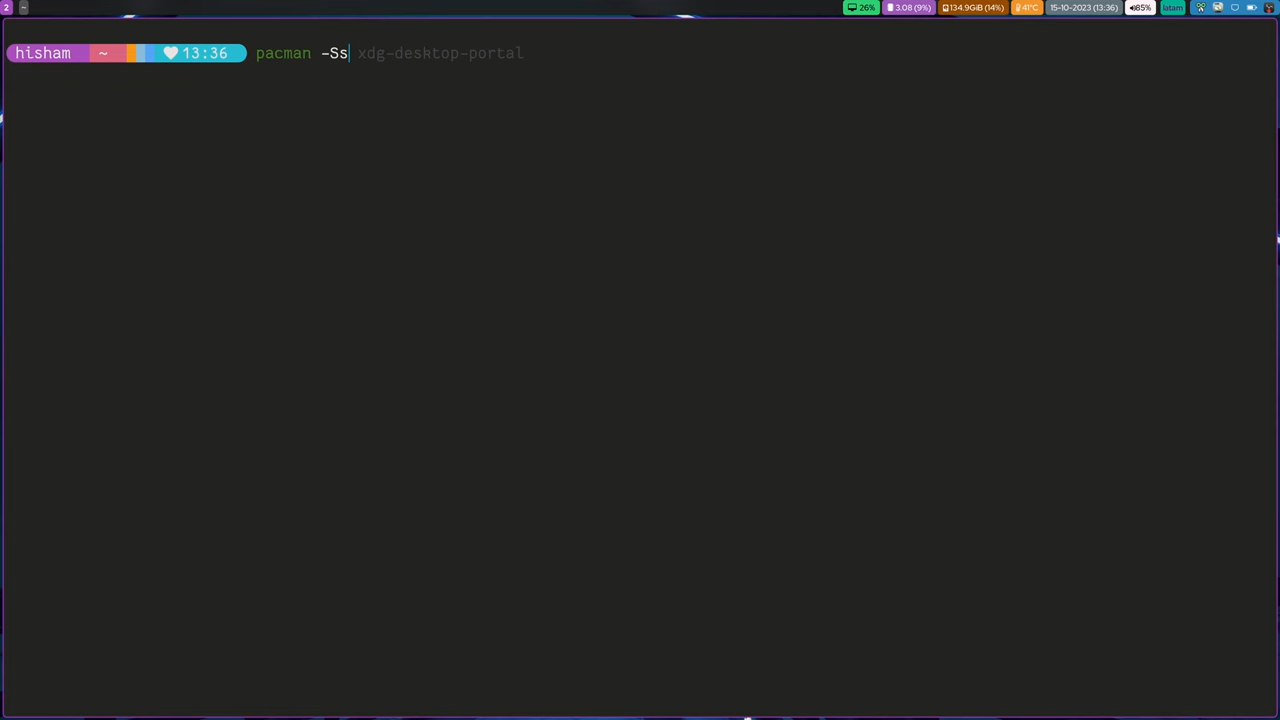 2 ~ 26% 3.08 (9%) 134.9GiB (14%) 41°C 15-10-2023 (13:36) 85% latam
hisham ~ 13:36 pacman -Ss xdg-desktop-portal